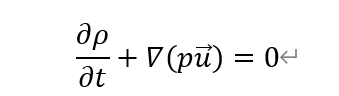 ∂ρ/∂t + ∇(pu⃗) = 0↵